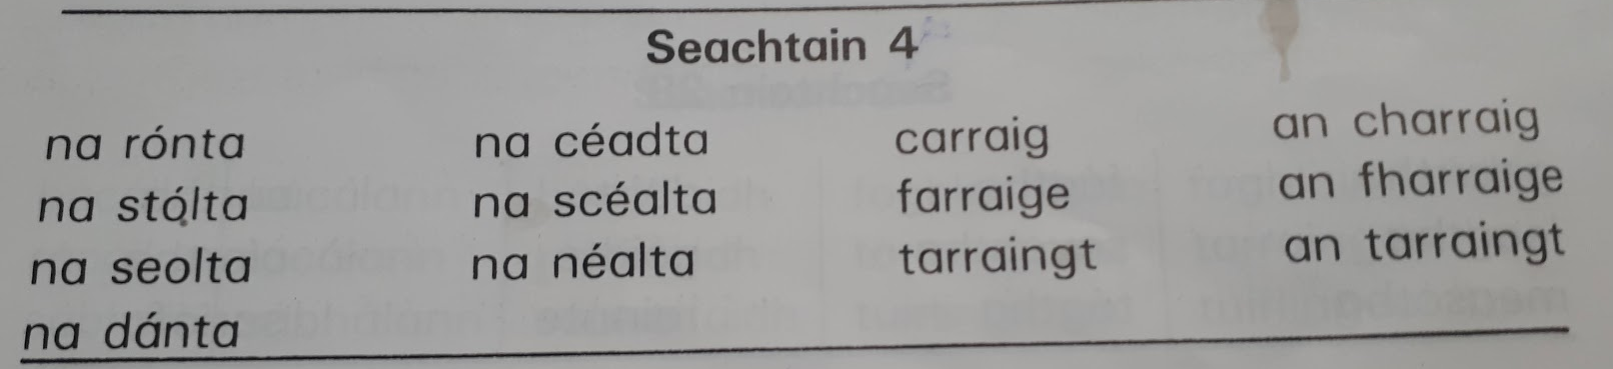 Seachtain 4
na rónta na céadta carraig an charraig
na stólta na scéalta farraige an fharraige
na seolta na néalta tarraingt an tarraingt
na dánta